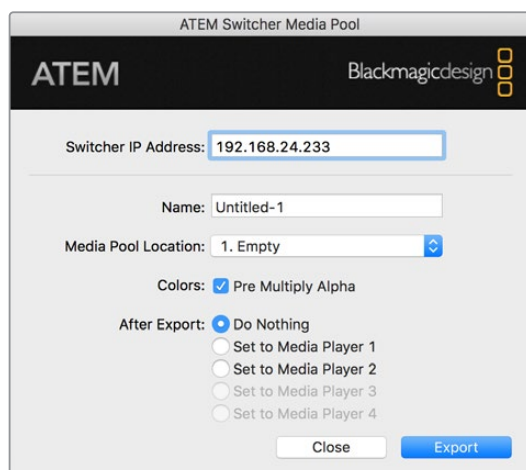 ATEM Switcher Media Pool
ATEM
Blackmagicdesign
Switcher IP Address: 192.168.24.233
Name: Untitled-1
Media Pool Location: 1. Empty
Colors: Pre Multiply Alpha
After Export: Do Nothing
Set to Media Player 1
Set to Media Player 2
Set to Media Player 3
Set to Media Player 4
Close Export